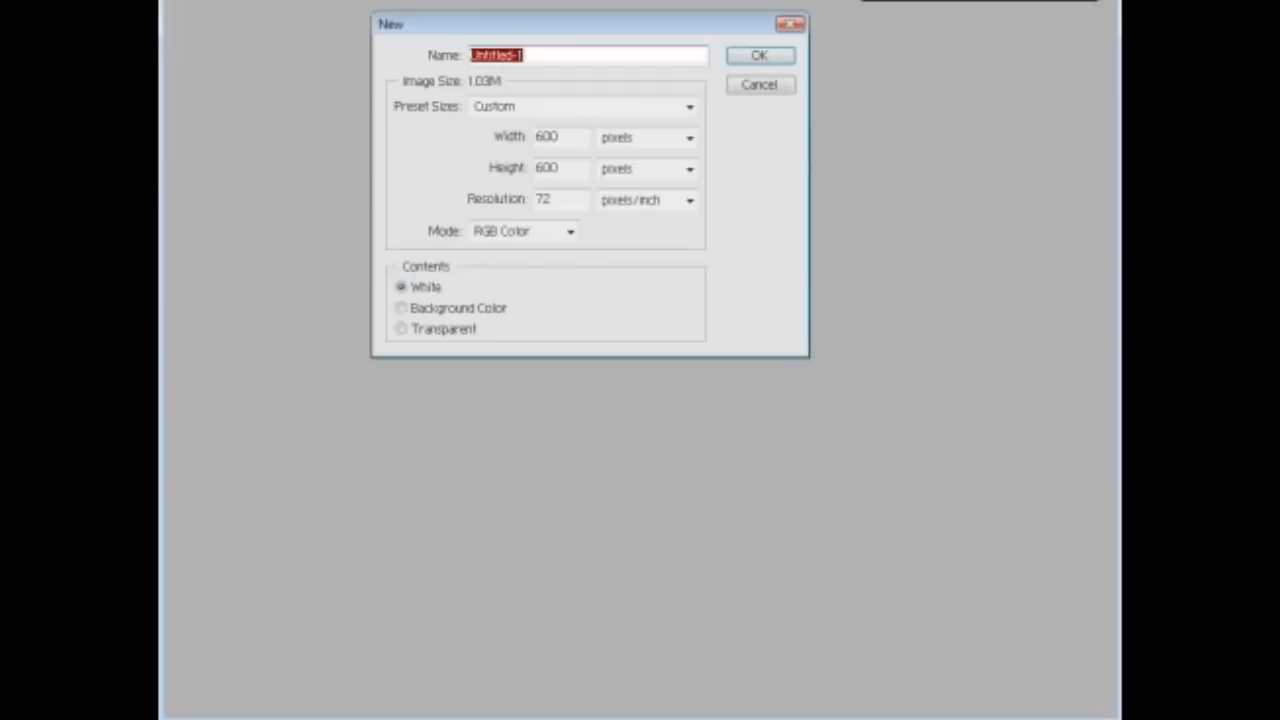 New
Name: Untitled-1
OK
Image Size: 1.03M
Cancel
Preset Sizes: Custom
Width: 600 pixels
Height: 600 pixels
Resolution: 72 pixels/inch
Mode: RGB Color
Contents
White
Background Color
Transparent